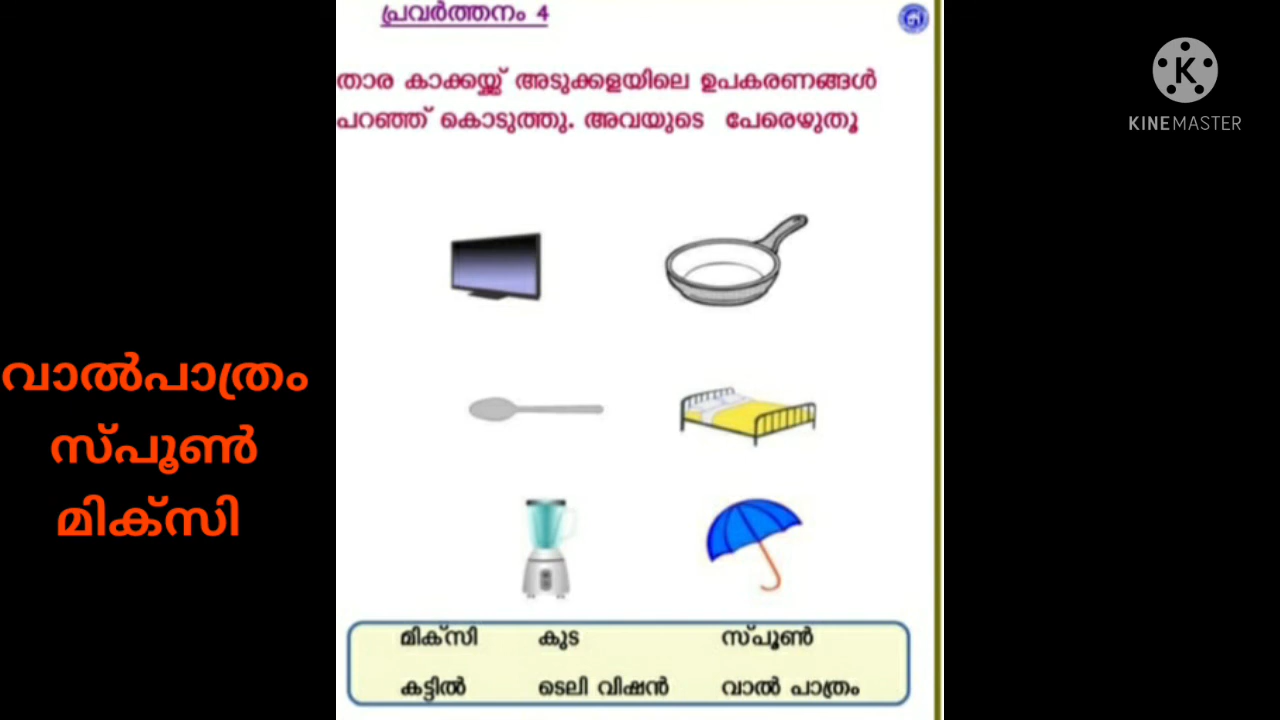 പ്രവർത്തനം 4
താര കാക്കയ്ക്ക് അടുക്കളയിലെ ഉപകരണങ്ങൾ
പറഞ്ഞ് കൊടുത്തു. അവയുടെ പേരെഴുതൂ
വാൽപാത്രം
സ്പൂൺ
മിക്സി
മിക്സി കുട സ്പൂൺ
കട്ടിൽ ടെലി വിഷൻ വാൽ പാത്രം
K
KINEMASTER